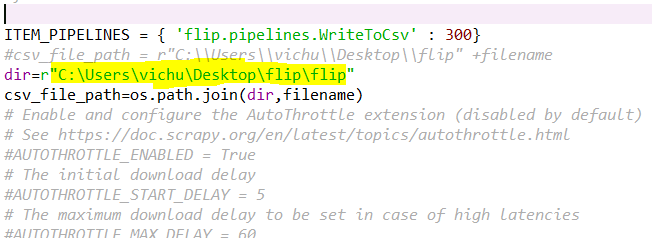 ITEM_PIPELINES = { 'flip.pipelines.WriteToCsv' : 300}
#csv_file_path = r"C:\\Users\\vichu\\Desktop\\flip" +filename
dir=r"C:\Users\vichu\Desktop\flip\flip"
csv_file_path=os.path.join(dir,filename)
# Enable and configure the AutoThrottle extension (disabled by default)
# See https://doc.scrapy.org/en/latest/topics/autothrottle.html
#AUTOTHROTTLE_ENABLED = True
# The initial download delay
#AUTOTHROTTLE_START_DELAY = 5
# The maximum download delay to be set in case of high latencies
#AUTOTHROTTLE_MAX_DELAY = 60